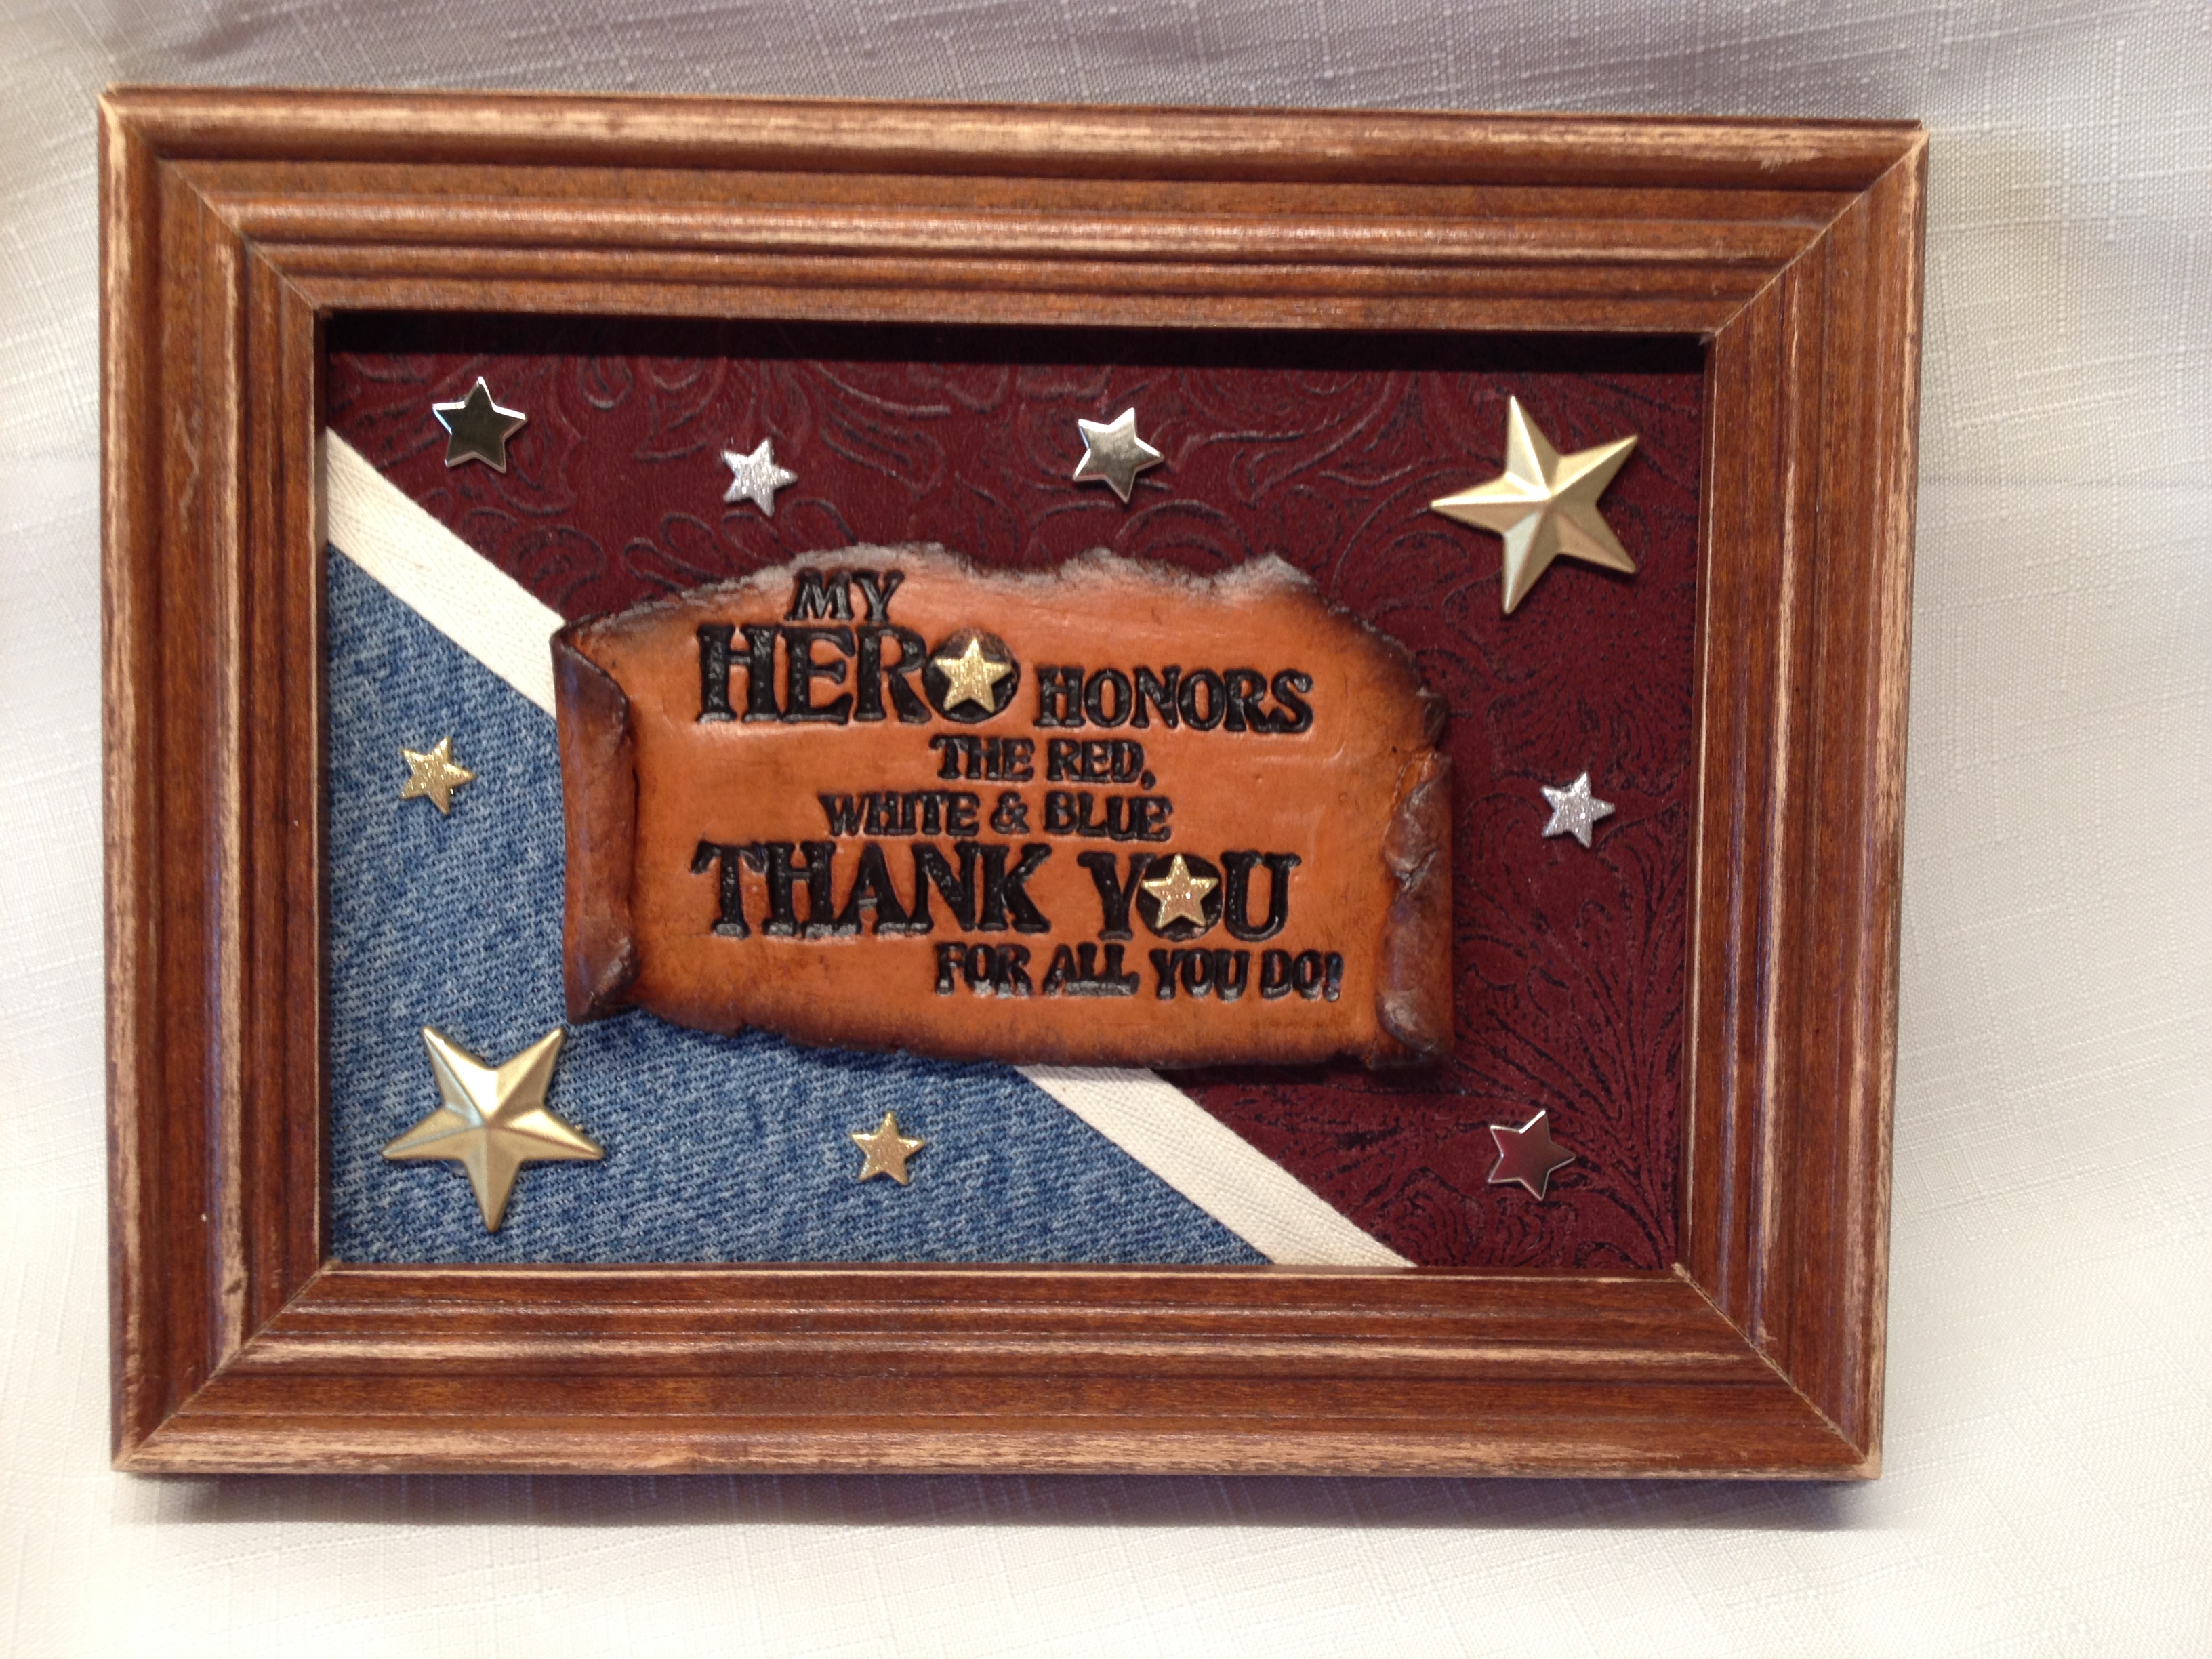 MY
HERO HONORS
THE RED,
WHITE & BLUE
THANK YOU
FOR ALL YOU DO!